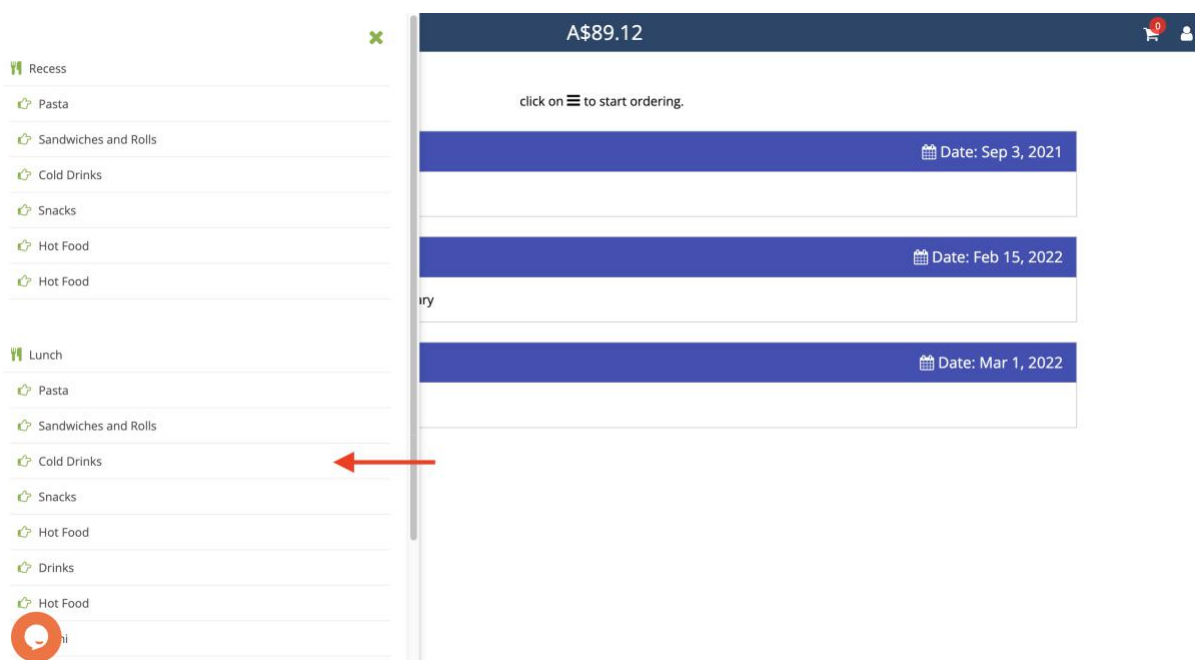 A$89.12
0
Recess
Pasta
Sandwiches and Rolls
Cold Drinks
Snacks
Hot Food
Hot Food
Lunch
Pasta
Sandwiches and Rolls
Cold Drinks
Snacks
Hot Food
Drinks
Hot Food
click on ☰ to start ordering.
Date: Sep 3, 2021
Date: Feb 15, 2022
Date: Mar 1, 2022